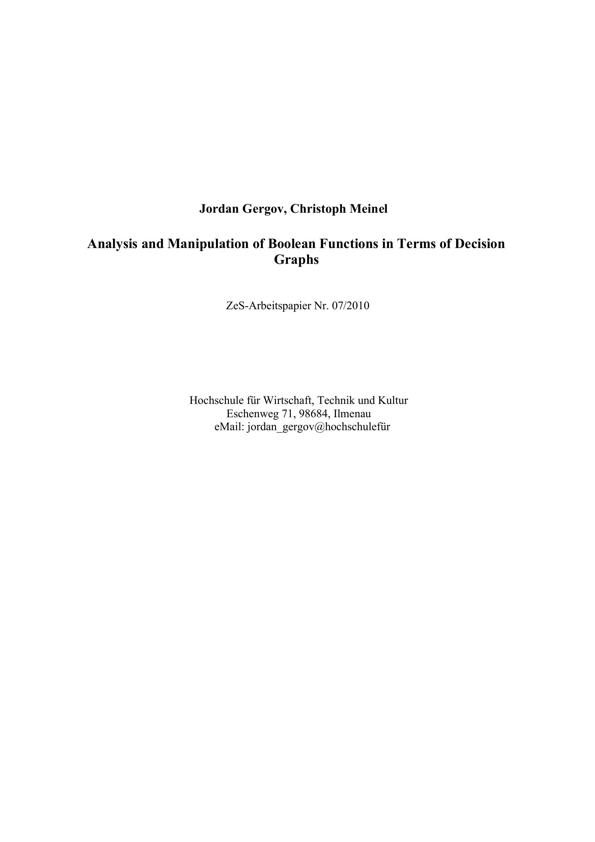 Jordan Gergov, Christoph Meinel
Analysis and Manipulation of Boolean Functions in Terms of Decision
Graphs
ZeS-Arbeitspapier Nr. 07/2010
Hochschule für Wirtschaft, Technik und Kultur
Eschenweg 71, 98684, Ilmenau
eMail: jordan_gergov@hochschulefür